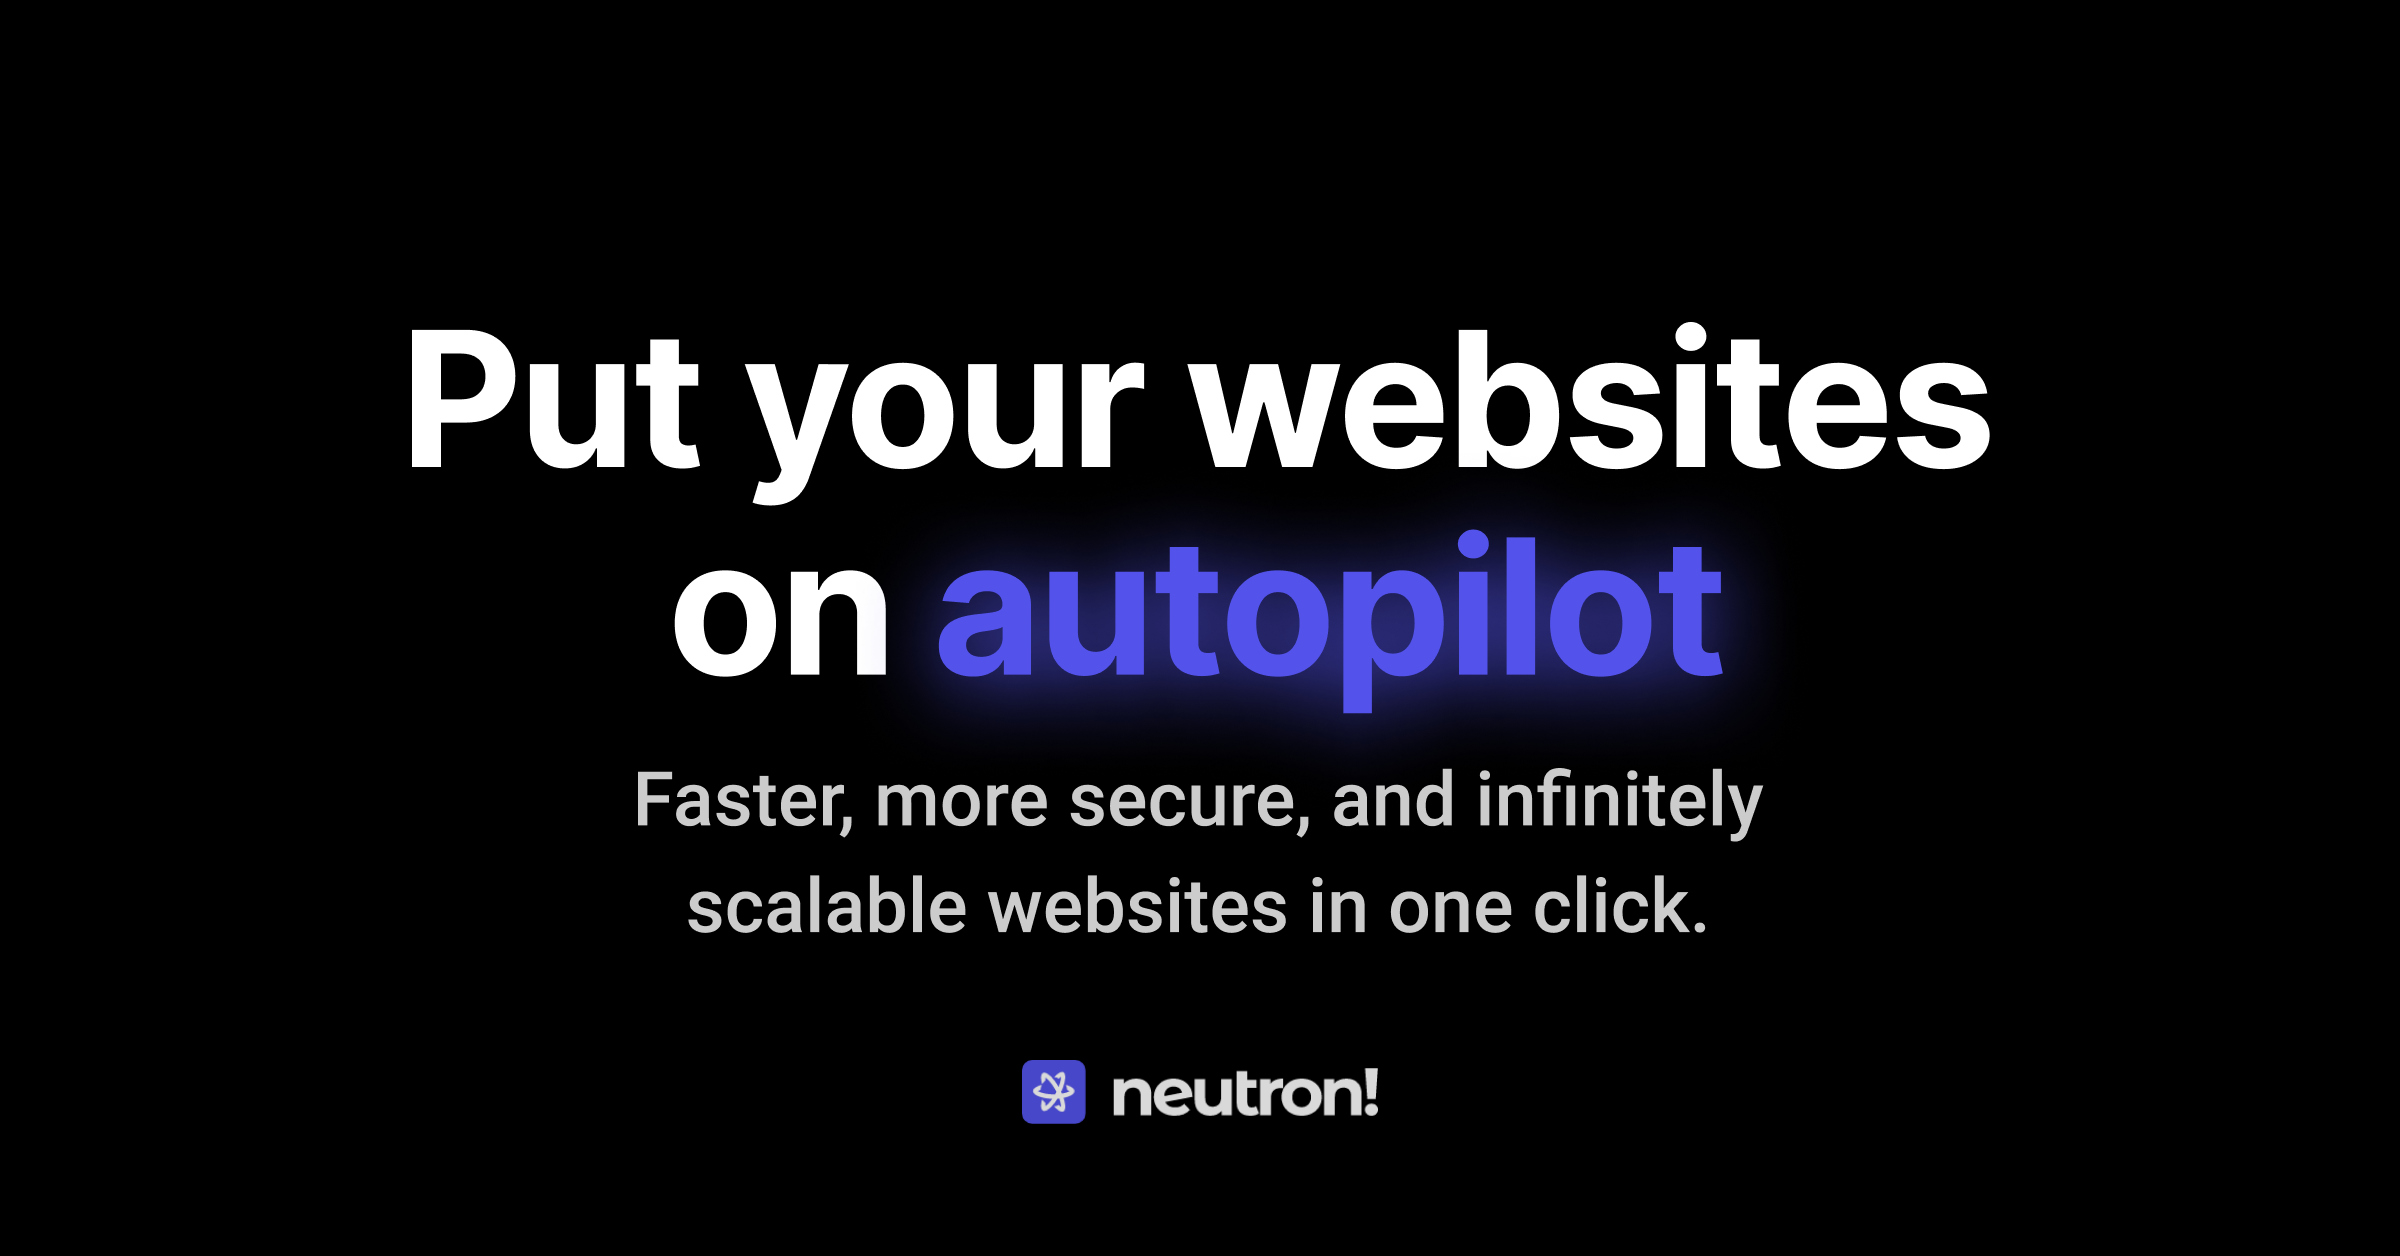 Put your websites
on autopilot
Faster, more secure, and infinitely
scalable websites in one click.
neutron!